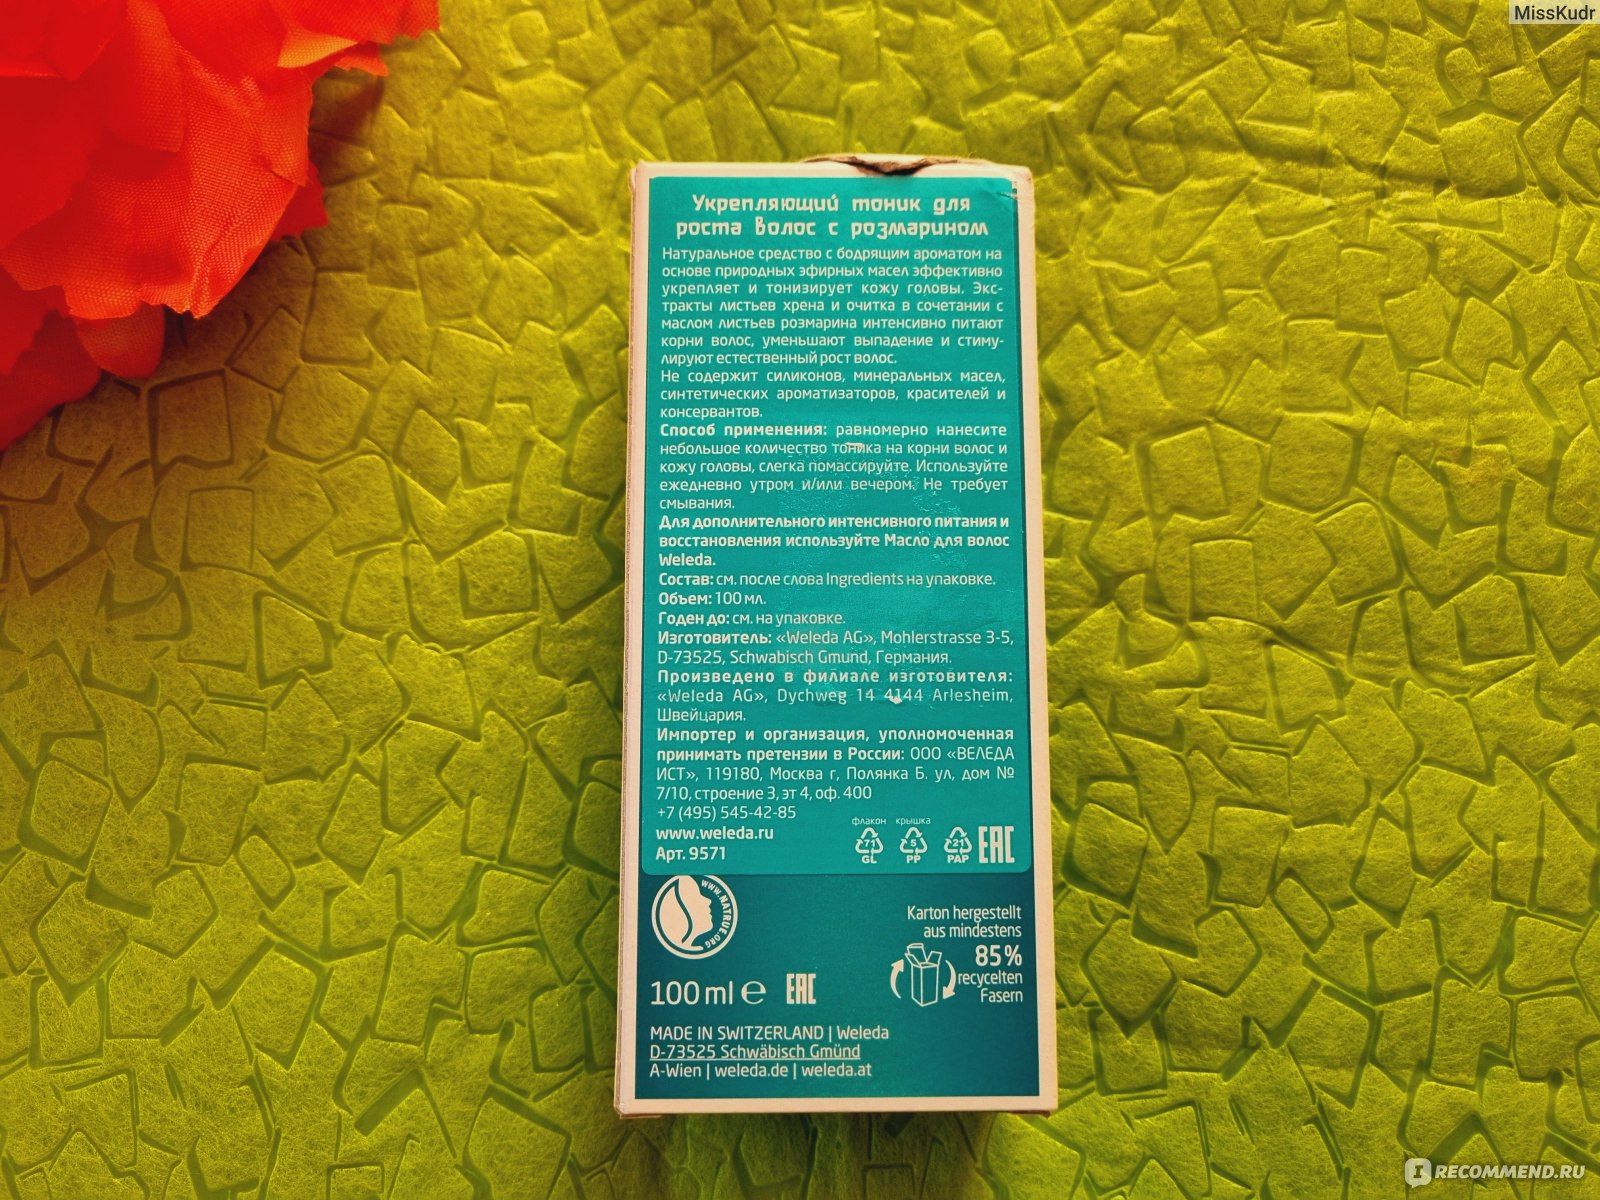 MissKudr
Укрепляющий тоник для
роста волос с розмарином
Натуральное средство с бодрящим ароматом на
основе природных эфирных масел эффективно
укрепляет и тонизирует кожу головы. Экс-
тракты листьев хрена и очитка в сочетании с
маслом листьев розмарина интенсивно питают
корни волос, уменьшают выпадение и стиму-
лируют естественный рост волос.
Не содержит силиконов, минеральных масел,
синтетических ароматизаторов, красителей и
консервантов.
Способ применения: равномерно нанесите
небольшое количество тоника на корни волос и
кожу головы, слегка помассируйте. Используйте
ежедневно утром и/или вечером. Не требует
смывания.
Для дополнительного интенсивного питания и
восстановления используйте Масло для волос
Weleda.
Состав: см. после слова Ingredients на упаковке.
Объем: 100 мл.
Годен до: см. на упаковке.
Изготовитель: «Weleda AG», Mohlerstrasse 3-5,
D-73525, Schwabisch Gmund, Германия.
Произведено в филиале изготовителя:
«Weleda AG», Dychweg 14 4144 Arlesheim,
Швейцария.
Импортер и организация, уполномоченная
принимать претензии в России: ООО «ВЕЛЕДА
ИСТ», 119180, Москва г, Полянка Б. ул, дом №
7/10, строение 3, эт 4, оф. 400
+7 (495) 545-42-85
www.weleda.ru
Арт. 9571
флакон крышка
71 5 21
GL PP PAP EAC
WWW.NATRUE.ORG
Karton hergestellt
aus mindestens
85%
recycelten
Fasern
100 ml e EAC
MADE IN SWITZERLAND | Weleda
D-73525 Schwäbisch Gmünd
A-Wien | weleda.de | weleda.at
IRECOMMEND.RU